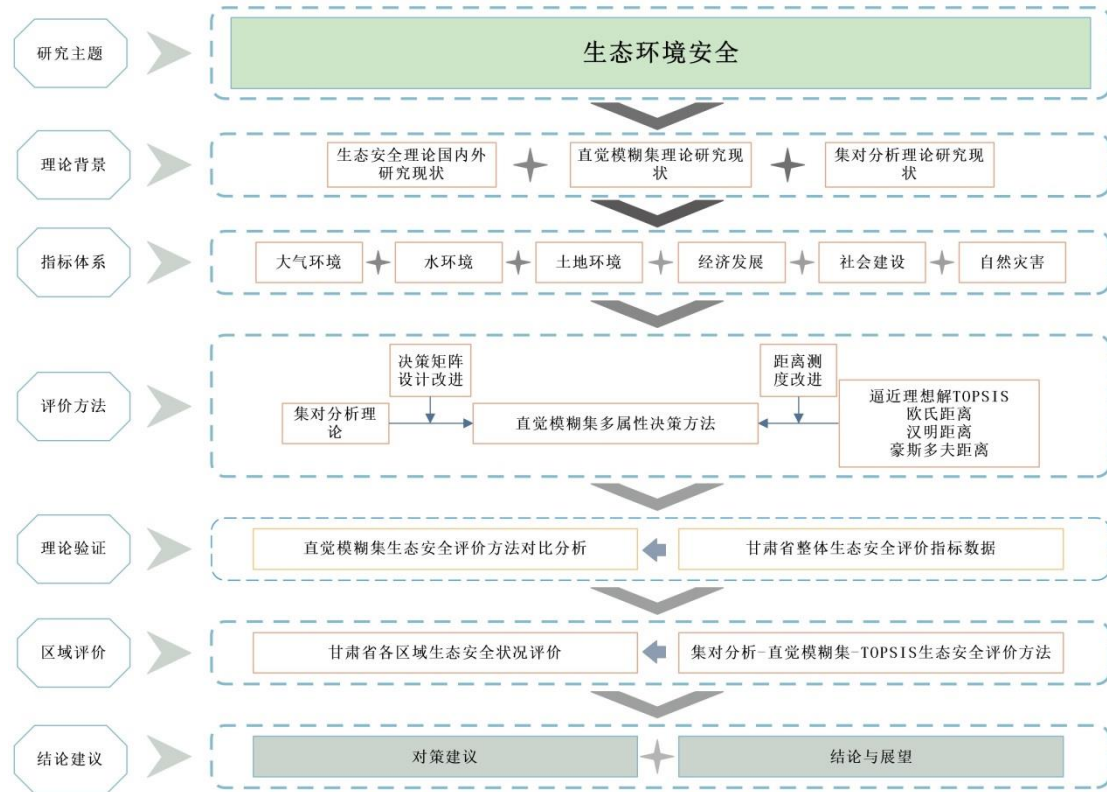 研究主题
生态环境安全
理论背景
生态安全理论国内外
研究现状
直觉模糊集理论研究现
状
集对分析理论研究现
状
指标体系
大气环境
水环境
土地环境
经济发展
社会建设
自然灾害
评价方法
决策矩阵
设计改进
距离测
度改进
集对分析理
论
直觉模糊集多属性决策方法
逼近理想解TOPSIS
欧氏距离
汉明距离
豪斯多夫距离
理论验证
直觉模糊集生态安全评价方法对比分析
甘肃省整体生态安全评价指标数据
区域评价
甘肃省各区域生态安全状况评价
集对分析-直觉模糊集-TOPSIS生态安全评价方法
结论建议
对策建议
结论与展望